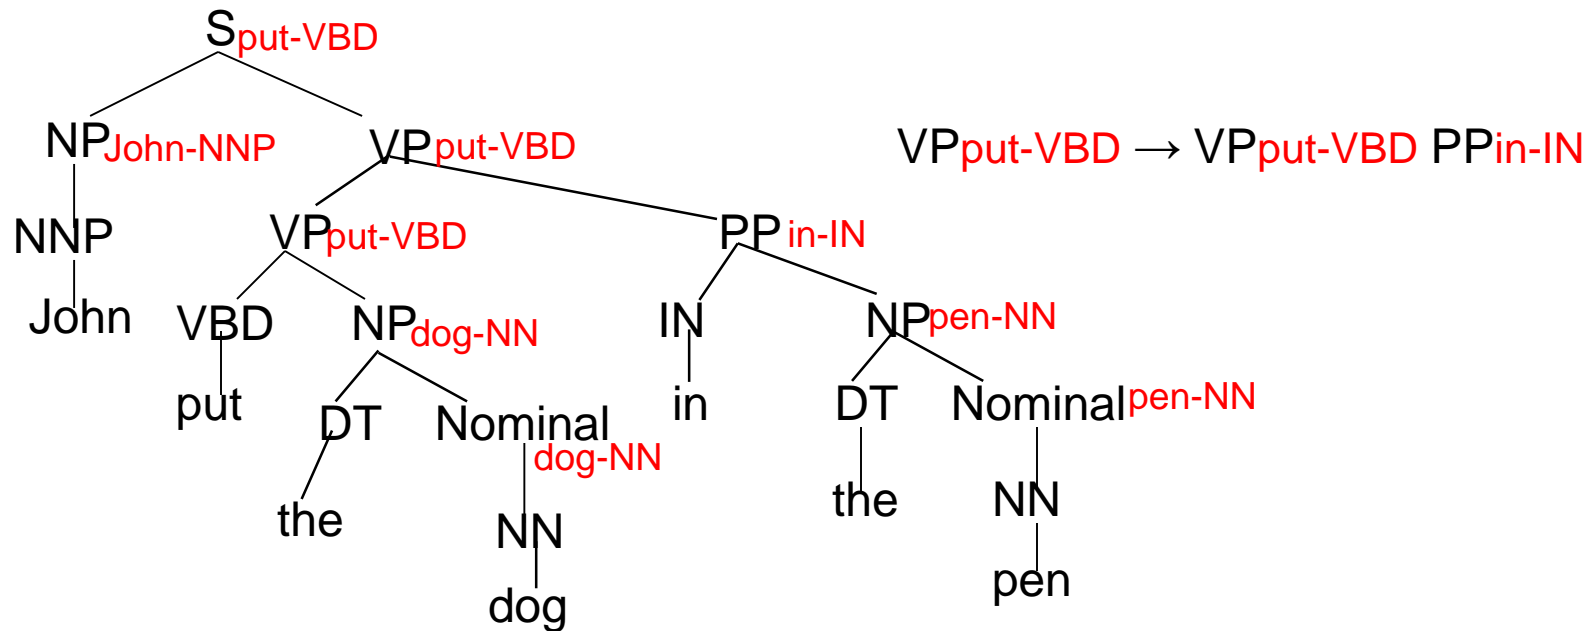 Sput-VBD
NPJohn-NNP VPput-VBD VPput-VBD → VPput-VBD PPin-IN
NNP VPput-VBD PP in-IN
John VBD NPdog-NN IN NPpen-NN
put DT Nominaldog-NN in DT Nominalpen-NN
the NN the NN
dog pen